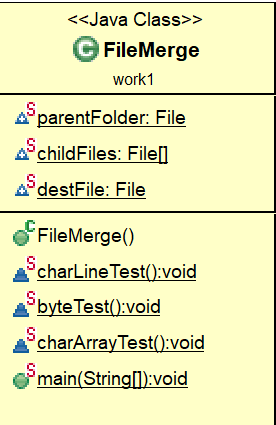 <<Java Class>>
C FileMerge
work1
S parentFolder: File
S childFiles: File[]
S destFile: File
C FileMerge()
S charLineTest():void
S byteTest():void
S charArrayTest():void
S main(String[]):void